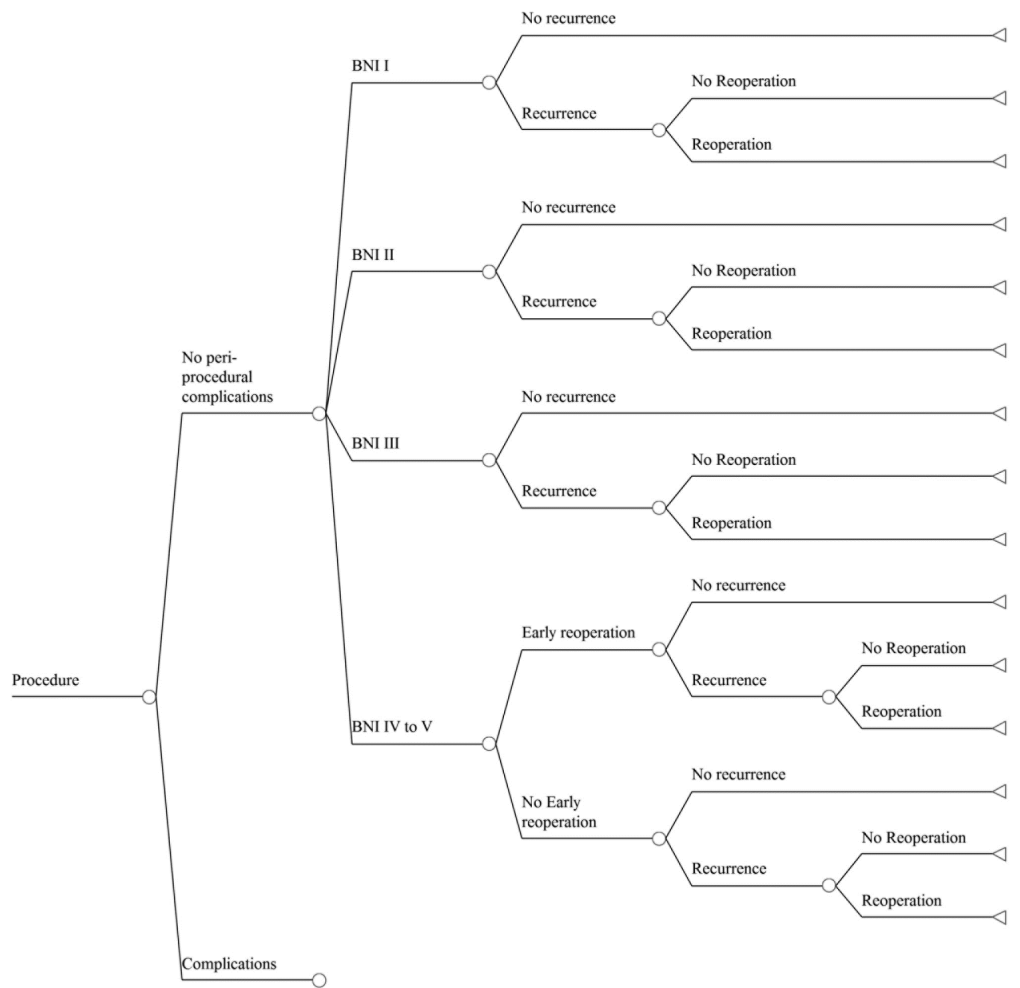 No recurrence
BNI I
No Reoperation
Recurrence
Reoperation
No recurrence
BNI II
No Reoperation
Recurrence
Reoperation
No peri-
procedural
complications
No recurrence
BNI III
No Reoperation
Recurrence
Reoperation
No recurrence
Early reoperation
No Reoperation
Procedure
Recurrence
Reoperation
BNI IV to V
No recurrence
No Early
reoperation
No Reoperation
Recurrence
Reoperation
Complications